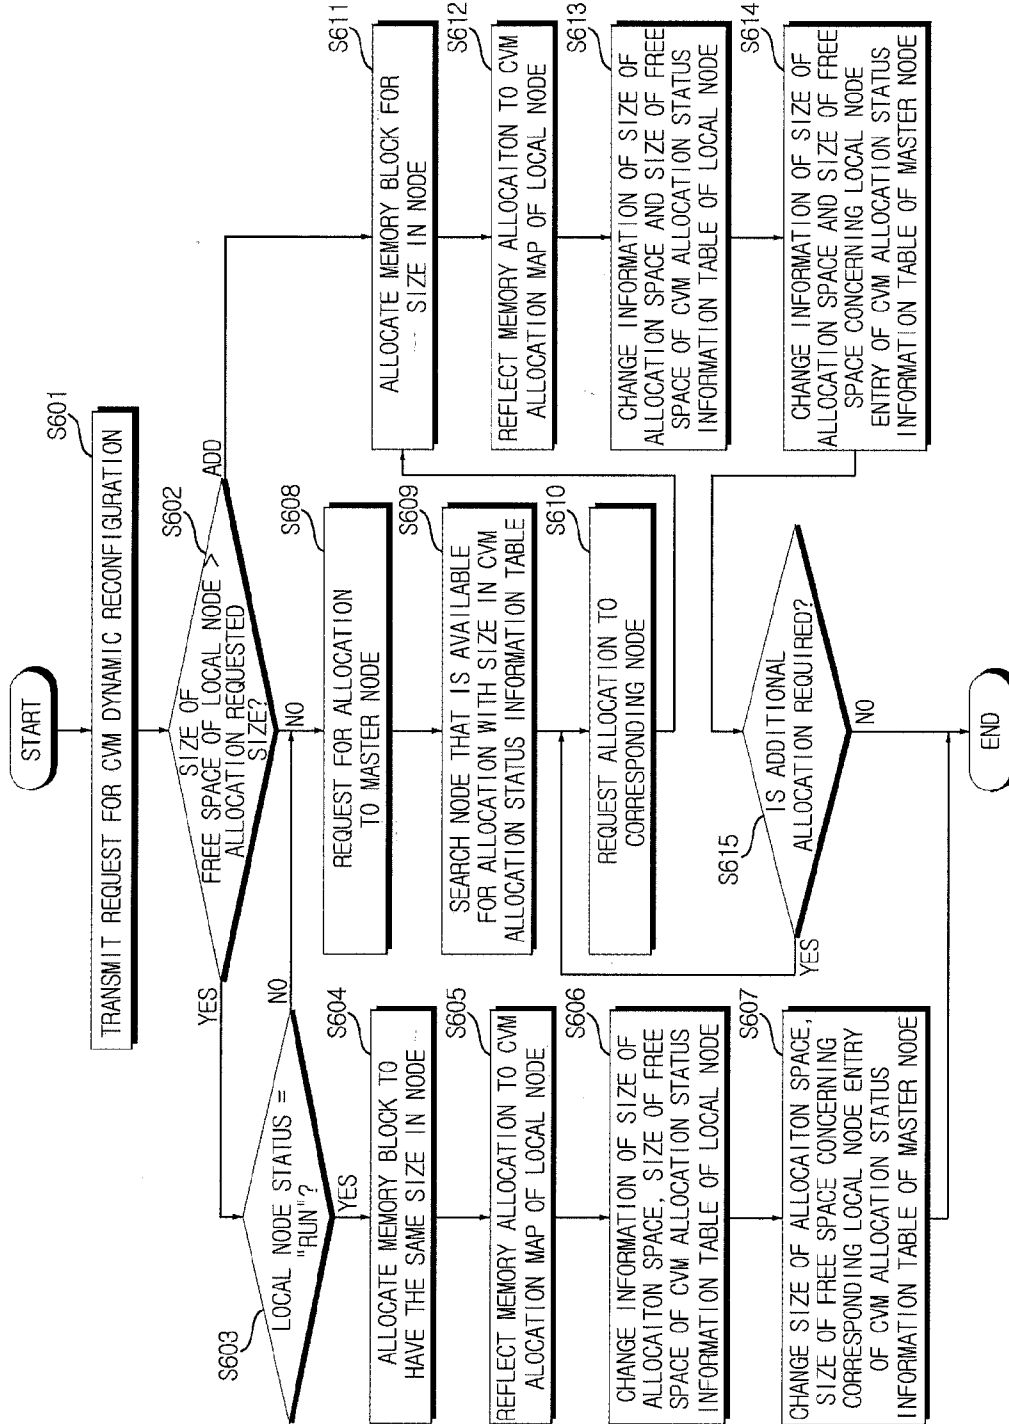 START
S601
TRANSMIT REQUEST FOR CVM DYNAMIC RECONFIGURATION
S602
SIZE OF
FREE SPACE OF LOCAL NODE >
ALLOCATION REQUESTED
SIZE?
YES
NO
ADD
S603
LOCAL NODE STATUS =
"RUN"?
NO
YES
S604
ALLOCATE MEMORY BLOCK TO
HAVE THE SAME SIZE IN NODE
S605
REFLECT MEMORY ALLOCATION TO CVM
ALOCATION MAP OF LOCAL NODE
S606
CHANGE INFORMATION OF SIZE OF
ALLOCAITON SPACE, SIZE OF FREE
SPACE OF CVM ALLOCATION STATUS
INFORMATION TABLE OF LOCAL NODE
S607
CHANGE SIZE OF ALLOCAITON SPACE,
SIZE OF FREE SPACE CONCERNING
CORRESPONDING LOCAL NODE ENTRY
OF CVM ALLOCATION STATUS
INFORMATION TABLE OF MASTER NODE
S608
REQUEST FOR ALLOCATION
TO MASTER NODE
S609
SEARCH NODE THAT IS AVAILABLE
FOR ALLOCATION WITH SIZE IN CVM
ALLOCATION STATUS INFORMATION TABLE
S610
REQUEST ALLOCATION TO
CORRESPONDING NODE
S611
ALLOCATE MEMORY BLOCK FOR
SIZE IN NODE
S612
REFLECT MEMORY ALLOCAITON TO CVM
ALLOCATION MAP OF LOCAL NODE
S613
CHANGE INFORMATION OF SIZE OF
ALLOCATION SPACE AND SIZE OF FREE
SPACE OF CVM ALLOCATION STATUS
INFORMATION TABLE OF LOCAL NODE
S614
CHANGE INFORMATION OF SIZE OF
ALLOCATION SPACE AND SIZE OF FREE
SPACE CONCERNING LOCAL NODE
ENTRY OF CVM ALLOCATION STATUS
INFORMATION TABLE OF MASTER NODE
S615
IS ADDITIONAL
ALLOCATION REQUIRED?
YES
NO
END